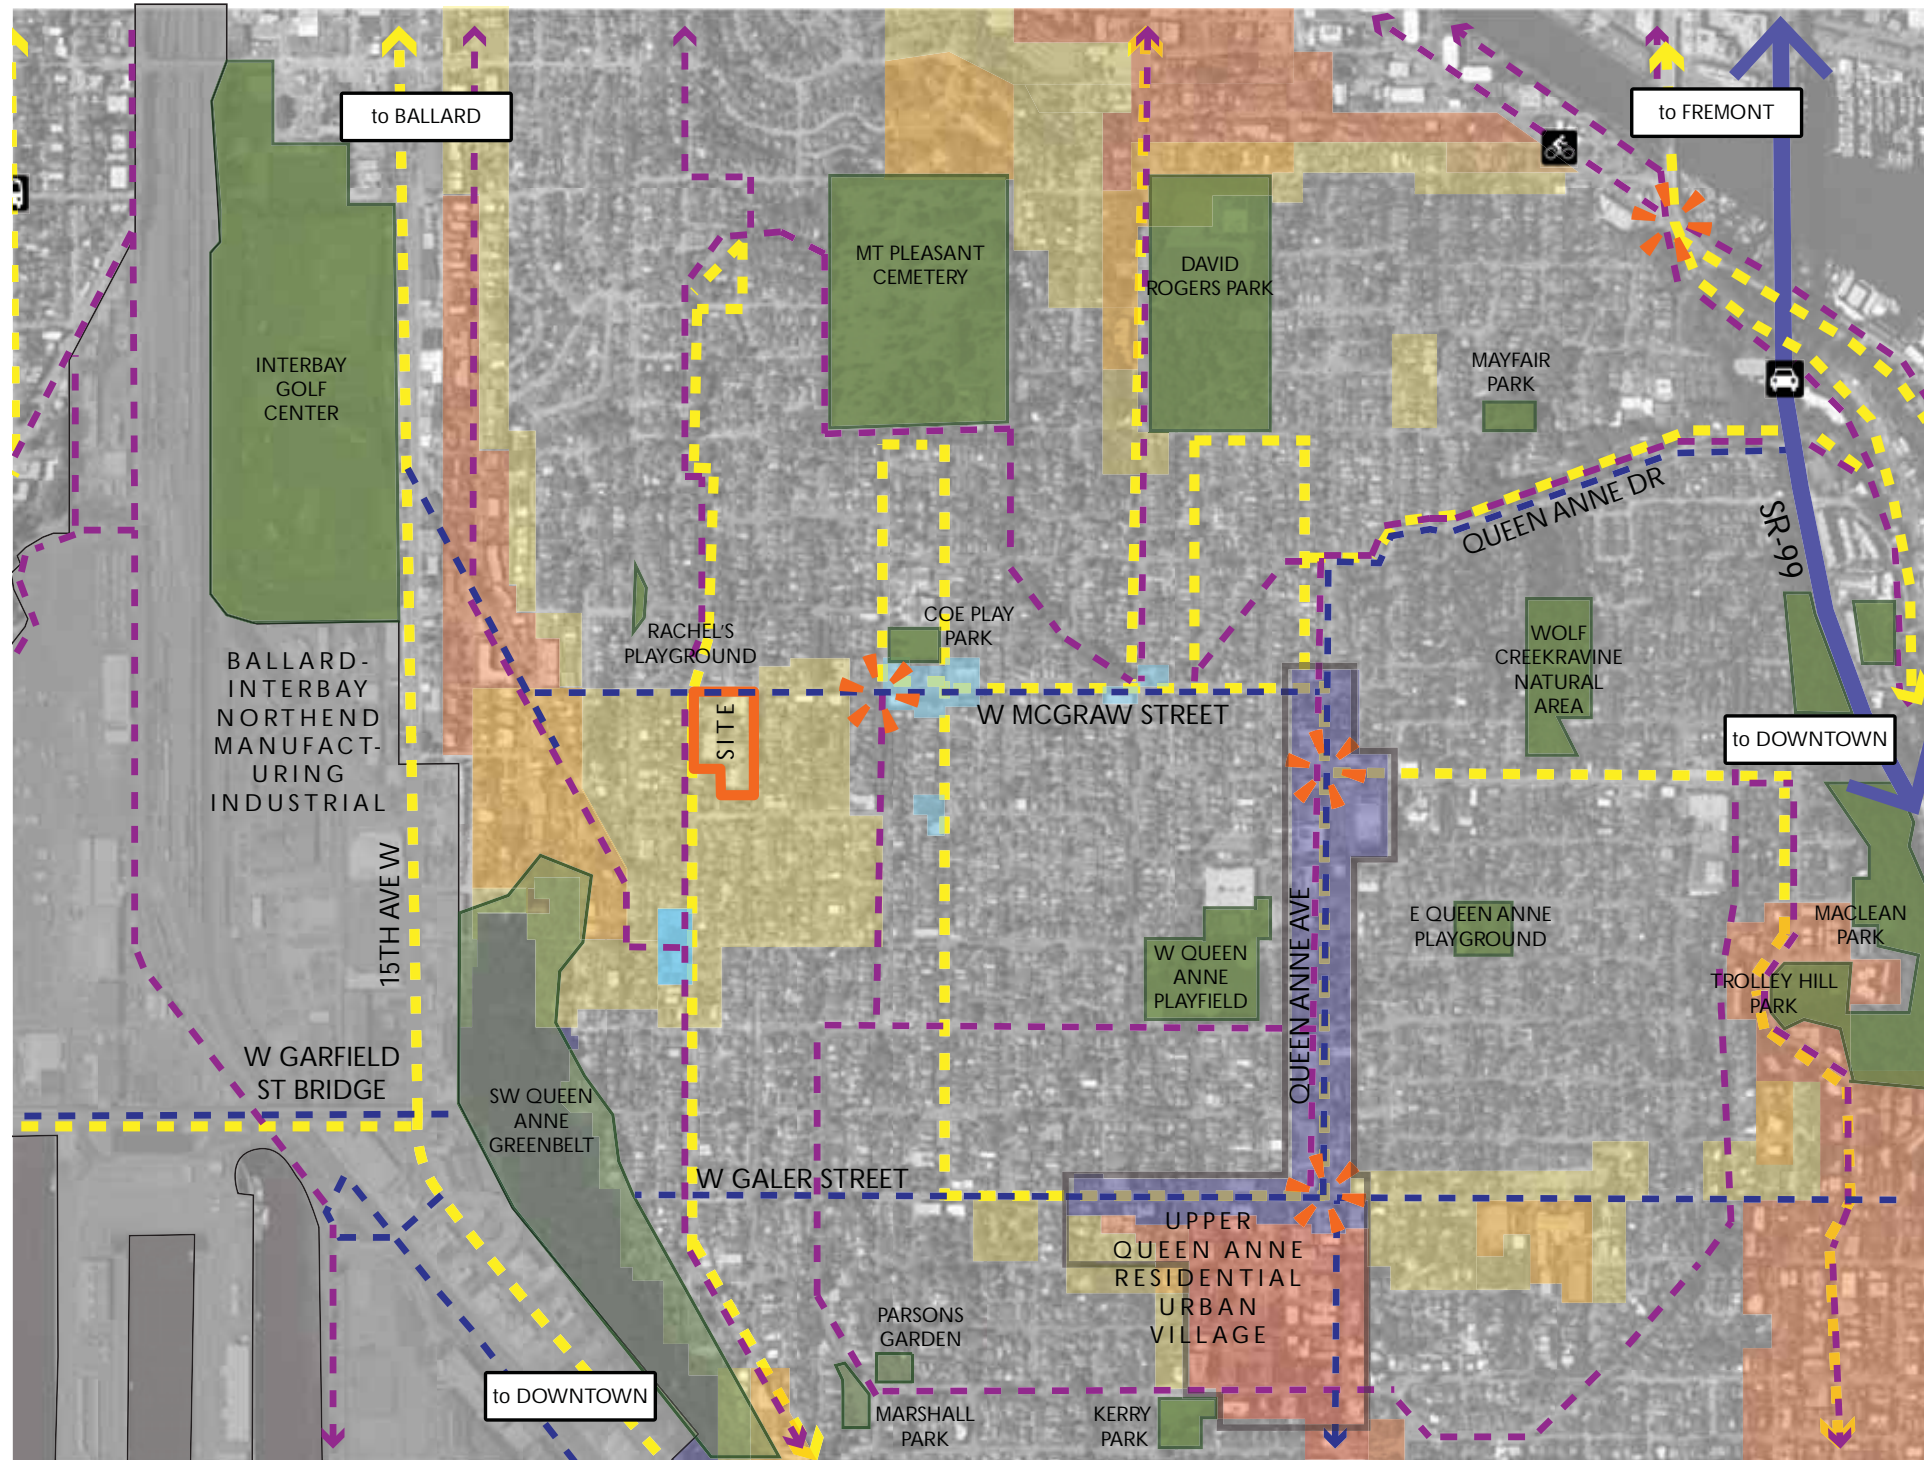 to BALLARD
to FREMONT
MT PLEASANT
CEMETERY
DAVID
ROGERS PARK
INTERBAY
GOLF
CENTER
MAYFAIR
PARK
QUEEN ANNE DR
SR-99
COE PLAY
PARK
RACHEL'S
PLAYGROUND
WOLF
CREEKRAVINE
NATURAL
AREA
BALLARD-
INTERBAY
NORTHEND
MANUFACT-
URING
INDUSTRIAL
SITE
W MCGRAW STREET
to DOWNTOWN
15TH AVE W
QUEEN ANNE AVE
W QUEEN
ANNE
PLAYFIELD
E QUEEN ANNE
PLAYGROUND
MACLEAN
PARK
TROLLEY HILL
PARK
W GARFIELD
ST BRIDGE
SW QUEEN
ANNE
GREENBELT
W GALER STREET
UPPER
QUEEN ANNE
RESIDENTIAL
URBAN
VILLAGE
PARSONS
GARDEN
to DOWNTOWN
MARSHALL
PARK
KERRY
PARK